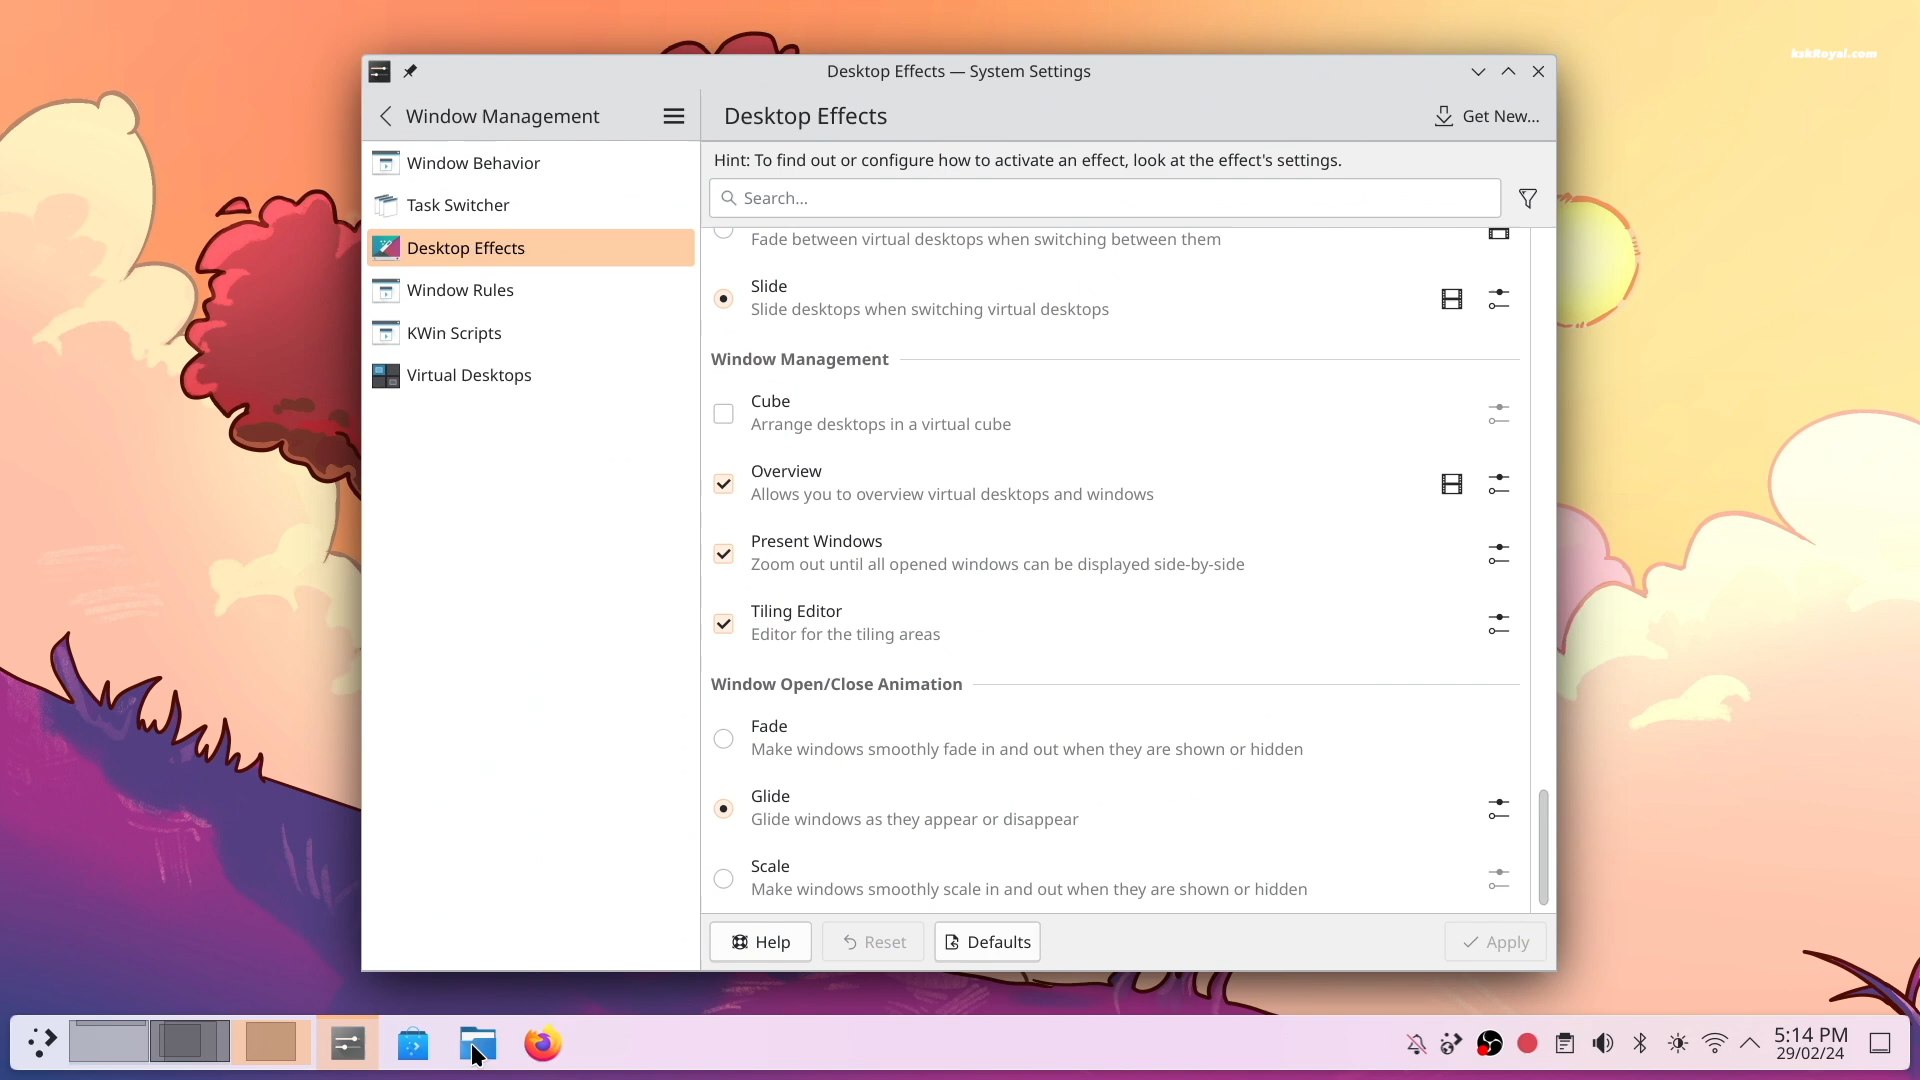 kskRoyal.com
Desktop Effects — System Settings
Window Management
Desktop Effects
Get New...
Window Behavior
Task Switcher
Desktop Effects
Window Rules
KWin Scripts
Virtual Desktops
Hint: To find out or configure how to activate an effect, look at the effect's settings.
Search...
Fade between virtual desktops when switching between them
Slide
Slide desktops when switching virtual desktops
Window Management
Cube
Arrange desktops in a virtual cube
Overview
Allows you to overview virtual desktops and windows
Present Windows
Zoom out until all opened windows can be displayed side-by-side
Tiling Editor
Editor for the tiling areas
Window Open/Close Animation
Fade
Make windows smoothly fade in and out when they are shown or hidden
Glide
Glide windows as they appear or disappear
Scale
Make windows smoothly scale in and out when they are shown or hidden
Help
Reset
Defaults
Apply
5:14 PM
29/02/24